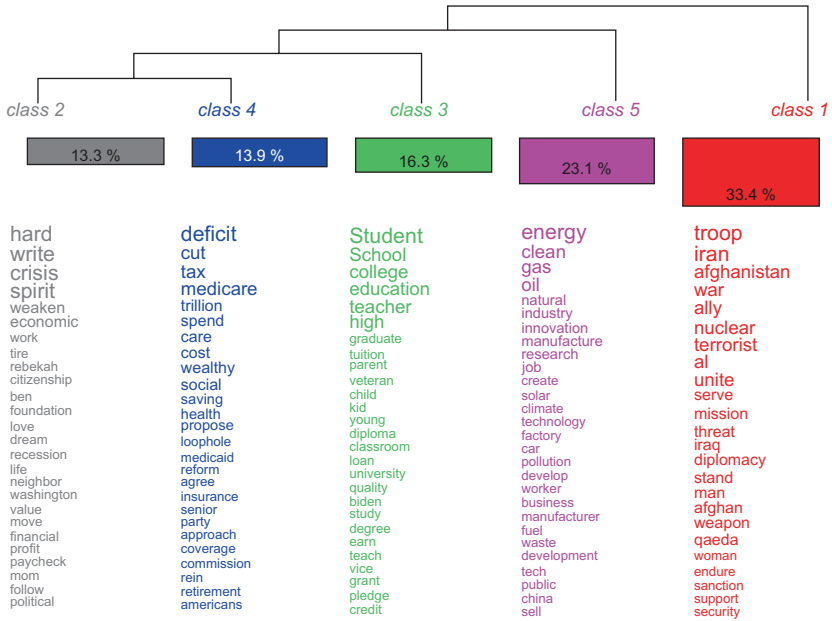 class 2
class 4
class 3
class 5
class 1
13.3 %
13.9 %
16.3 %
23.1 %
33.4 %
hard
write
crisis
spirit
weaken
economic
work
tire
rebekah
citizenship
ben
foundation
love
dream
recession
life
neighbor
washington
value
move
financial
profit
paycheck
mom
follow
political
deficit
cut
tax
medicare
trillion
spend
care
cost
wealthy
social
saving
health
propose
loophole
medicaid
reform
agree
insurance
senior
party
approach
coverage
commission
rein
retirement
americans
Student
School
college
education
teacher
high
graduate
tuition
parent
veteran
child
kid
young
diploma
classroom
loan
university
quality
biden
study
degree
earn
teach
vice
grant
pledge
credit
energy
clean
gas
oil
natural
industry
innovation
manufacture
research
job
create
solar
climate
technology
factory
car
pollution
develop
worker
business
manufacturer
fuel
waste
development
tech
public
china
sell
troop
iran
afghanistan
war
ally
nuclear
terrorist
al
unite
serve
mission
threat
iraq
diplomacy
stand
man
afghan
weapon
qaeda
woman
endure
sanction
support
security